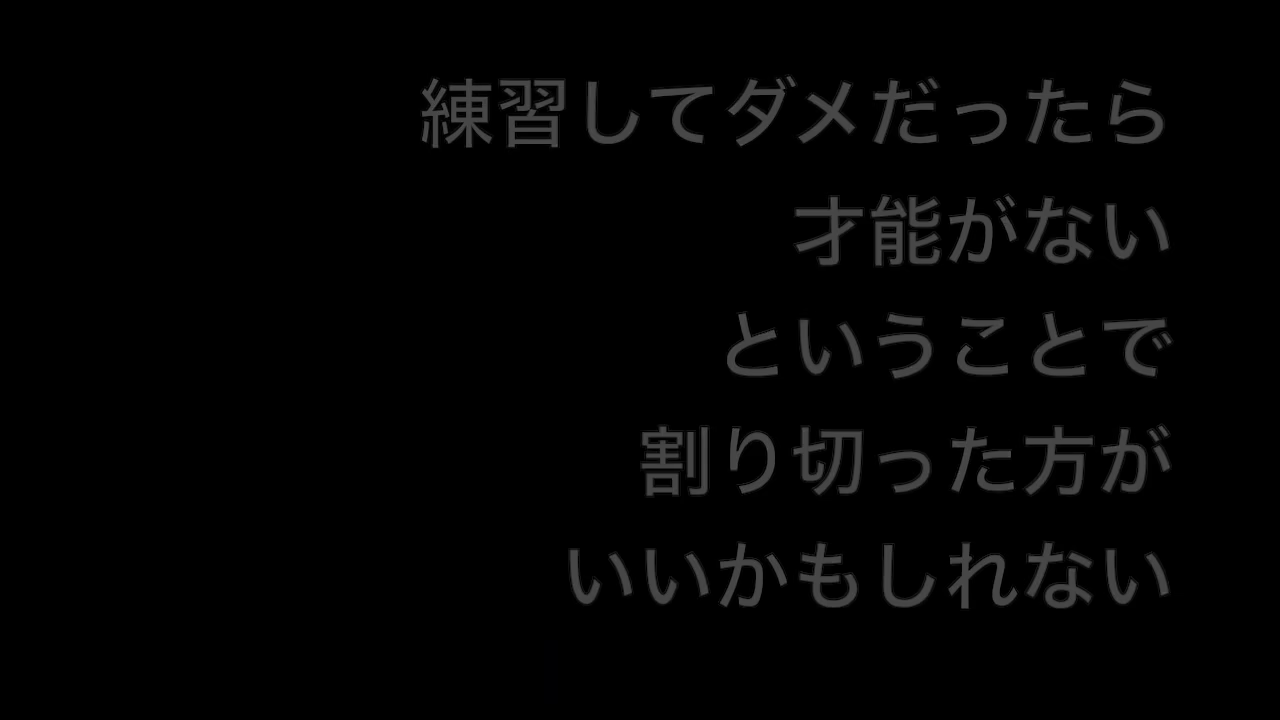 練習してダメだったら
才能がない
ということで
割り切った方が
いいかもしれない